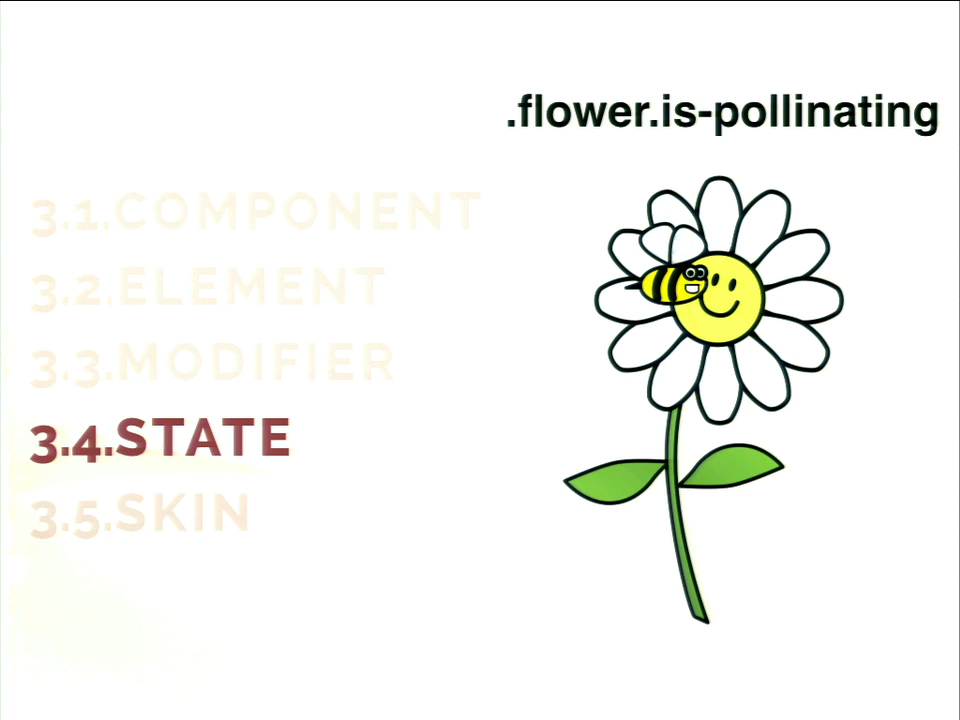 .flower.is-pollinating
3.1.COMPONENT
3.2.ELEMENT
3.3.MODIFIER
3.4.STATE
3.5.SKIN